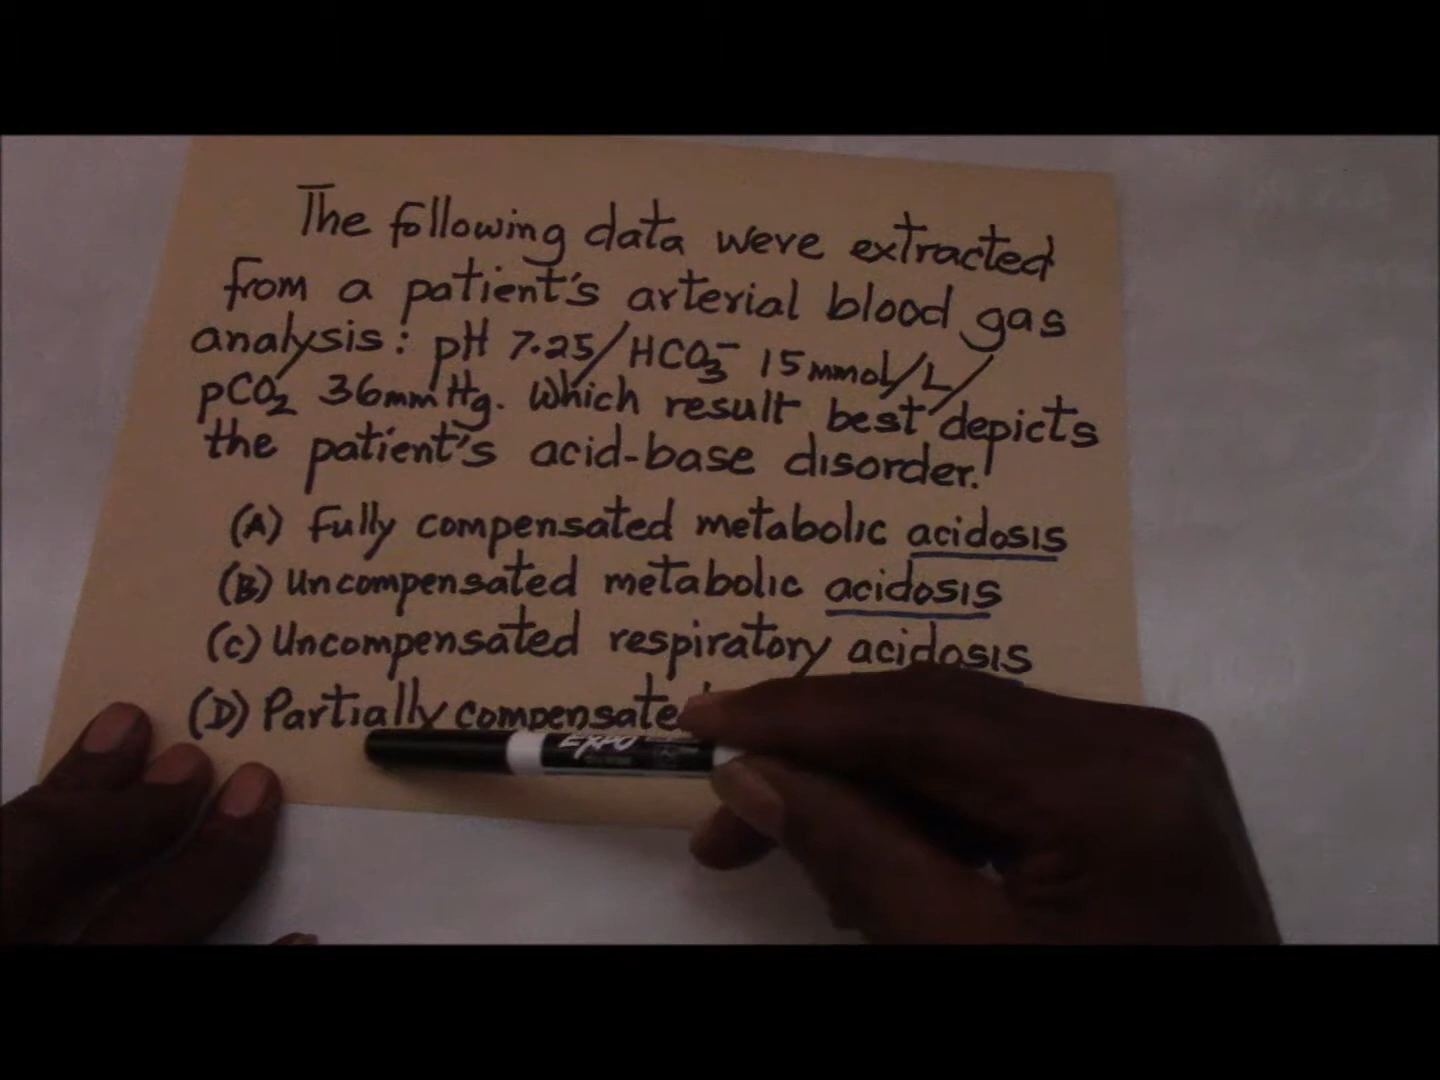 The following data were extracted
from a patient's arterial blood gas
analysis: pH 7.25/HCO3- 15mmol/L/
pCO2 36mmHg. Which result best depicts
the patient's acid-base disorder.
(A) Fully compensated metabolic acidosis
(B) Uncompensated metabolic acidosis
(C) Uncompensated respiratory acidosis
(D) Partially compensate
EXPO